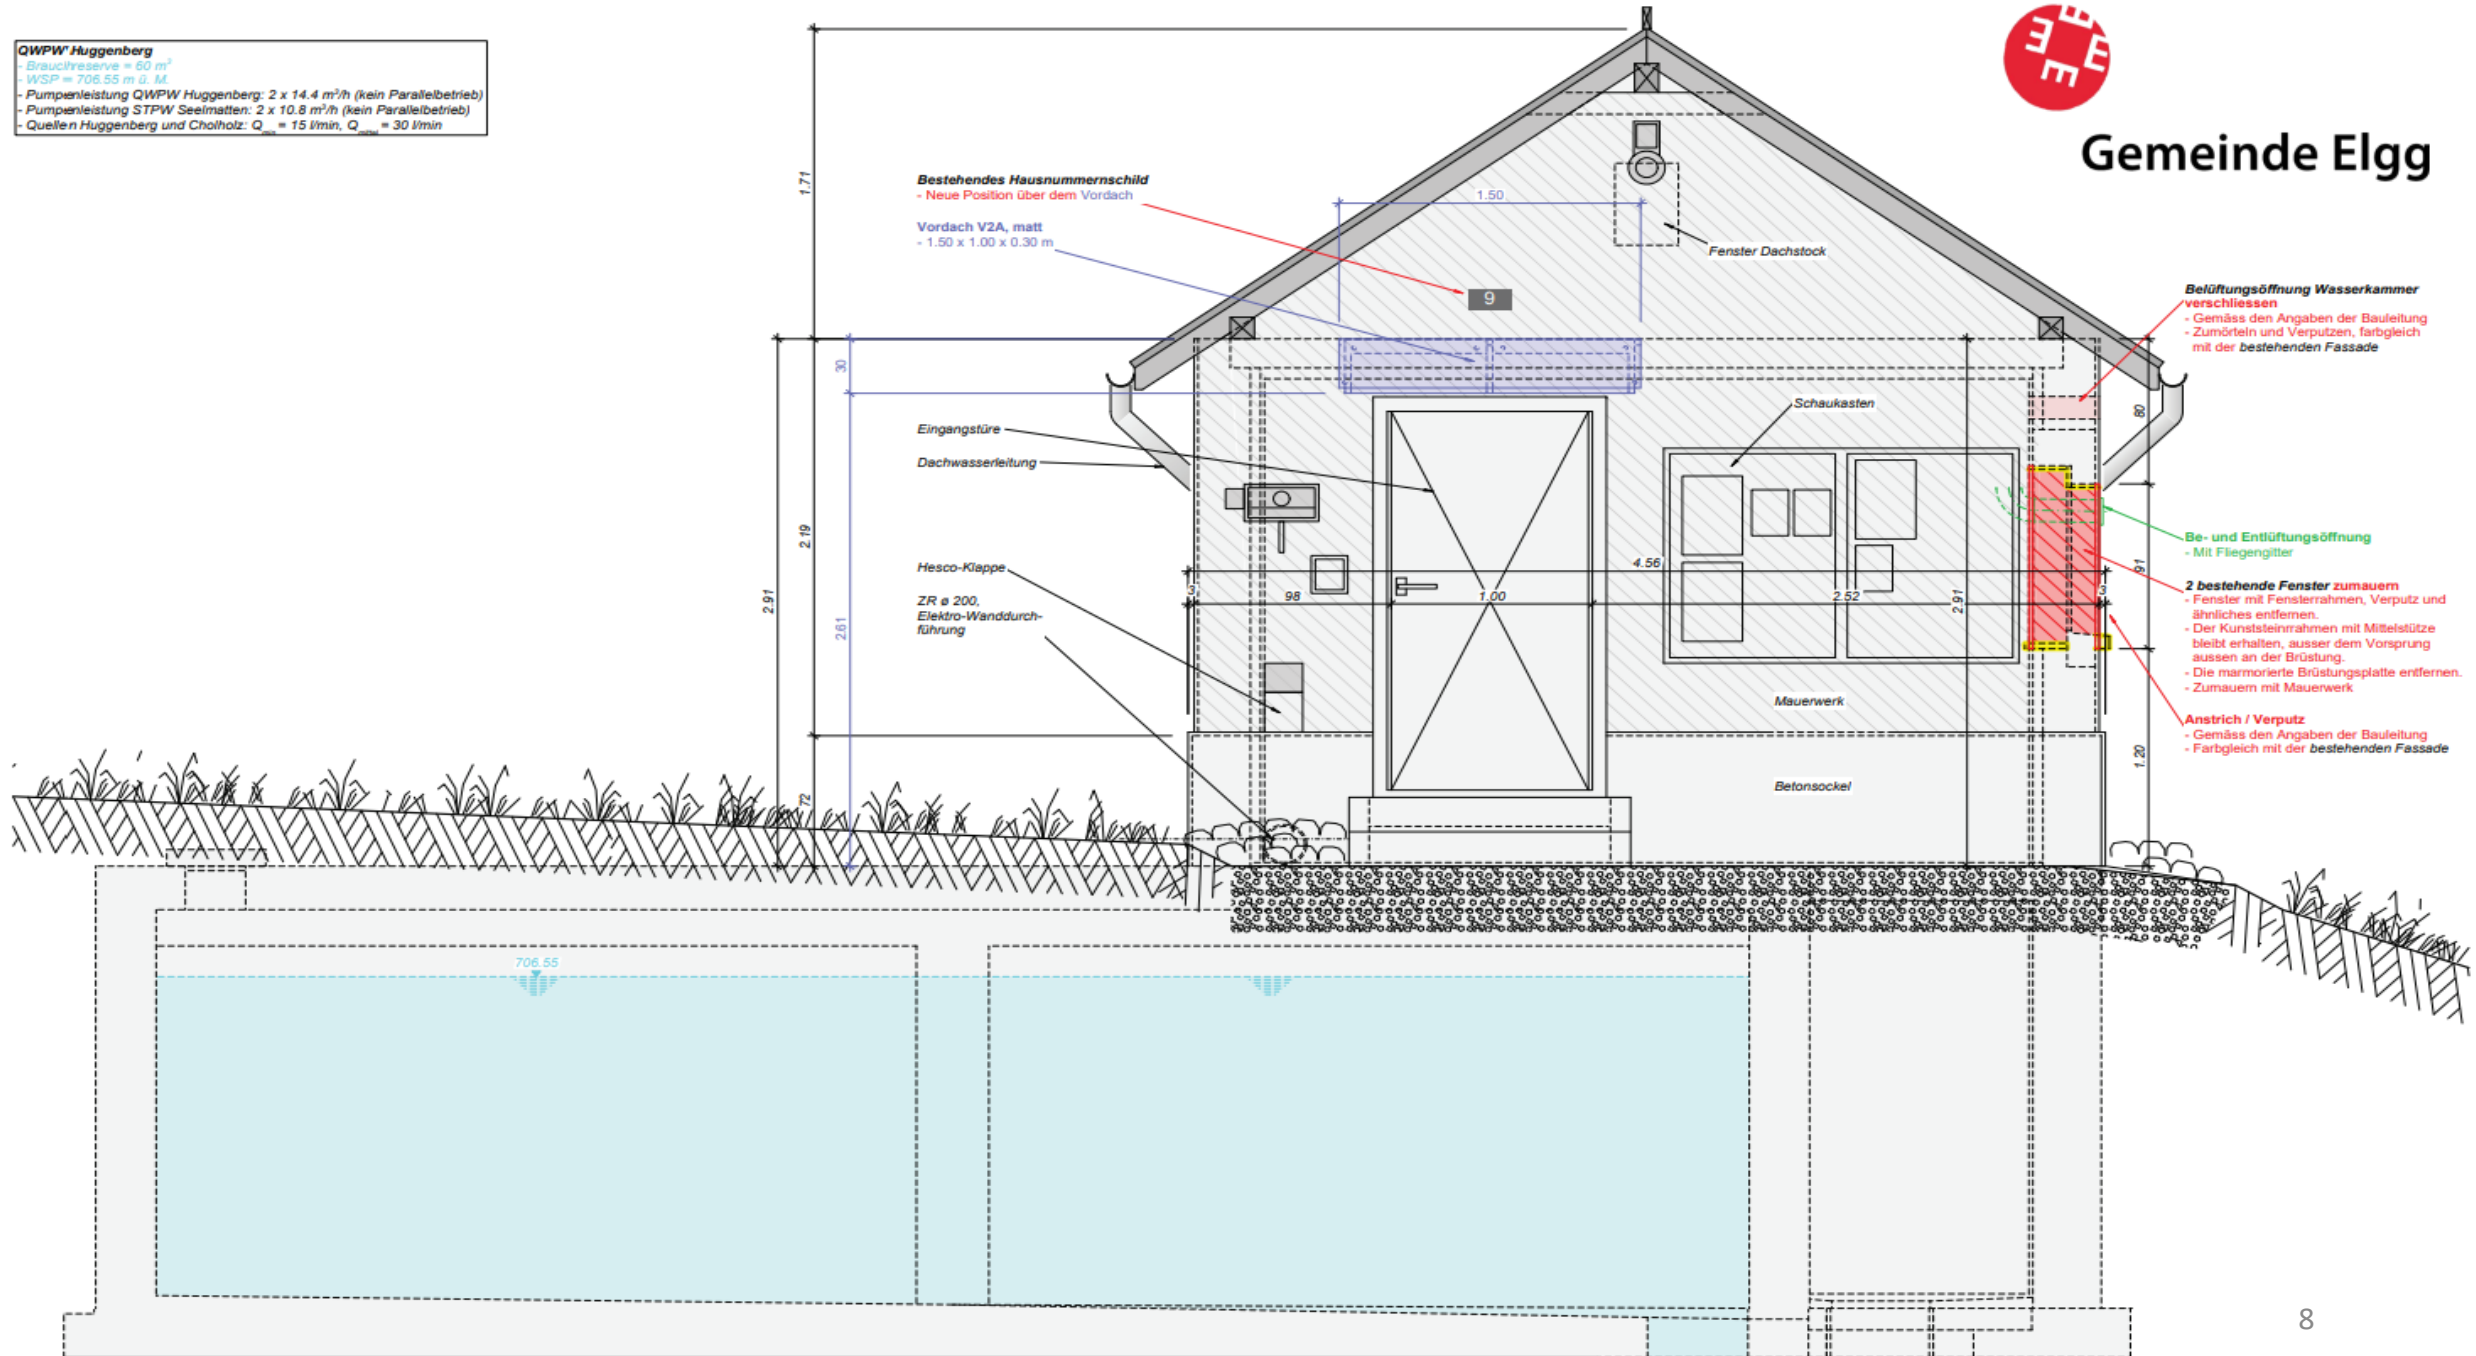 QWPW Huggenberg
- Brauchreserve = 60 m³
- WSP = 706.55 m ü. M.
- Pumpenleistung QWPW Huggenberg: 2 x 14.4 m³/h (kein Parallelbetrieb)
- Pumpenleistung STPW Seelmatten: 2 x 10.8 m³/h (kein Parallelbetrieb)
- Quellen Huggenberg und Cholholz: Qmin = 15 l/min, Qmittel = 30 l/min
Gemeinde Elgg
1.71
Bestehendes Hausnummernschild
- Neue Position über dem Vordach
Vordach V2A, matt
- 1.50 x 1.00 x 0.30 m
1.50
Fenster Dachstock
9
Belüftungsöffnung Wasserkammer
verschliessen
- Gemäss den Angaben der Bauleitung
- Zumörteln und Verputzen, farbgleich
mit der bestehenden Fassade
30
Schaukasten
80
Eingangstüre
Dachwasserleitung
2.19
Be- und Entlüftungsöffnung
- Mit Fliegengitter
Hesco-Klappe
4.56
91
2.91
3
98
1.00
2.52
2.91
3
2 bestehende Fenster zumauern
- Fenster mit Fensterrahmen, Verputz und
ähnliches entfernen.
- Der Kunststeinrahmen mit Mittelstütze
bleibt erhalten, ausser dem Vorsprung
aussen an der Brüstung.
- Die marmorierte Brüstungsplatte entfernen.
- Zumauern mit Mauerwerk
ZR ø 200,
Elektro-Wanddurch-
führung
2.61
Mauerwerk
Anstrich / Verputz
- Gemäss den Angaben der Bauleitung
- Farbgleich mit der bestehenden Fassade
1.20
Betonsockel
72
706.55
8